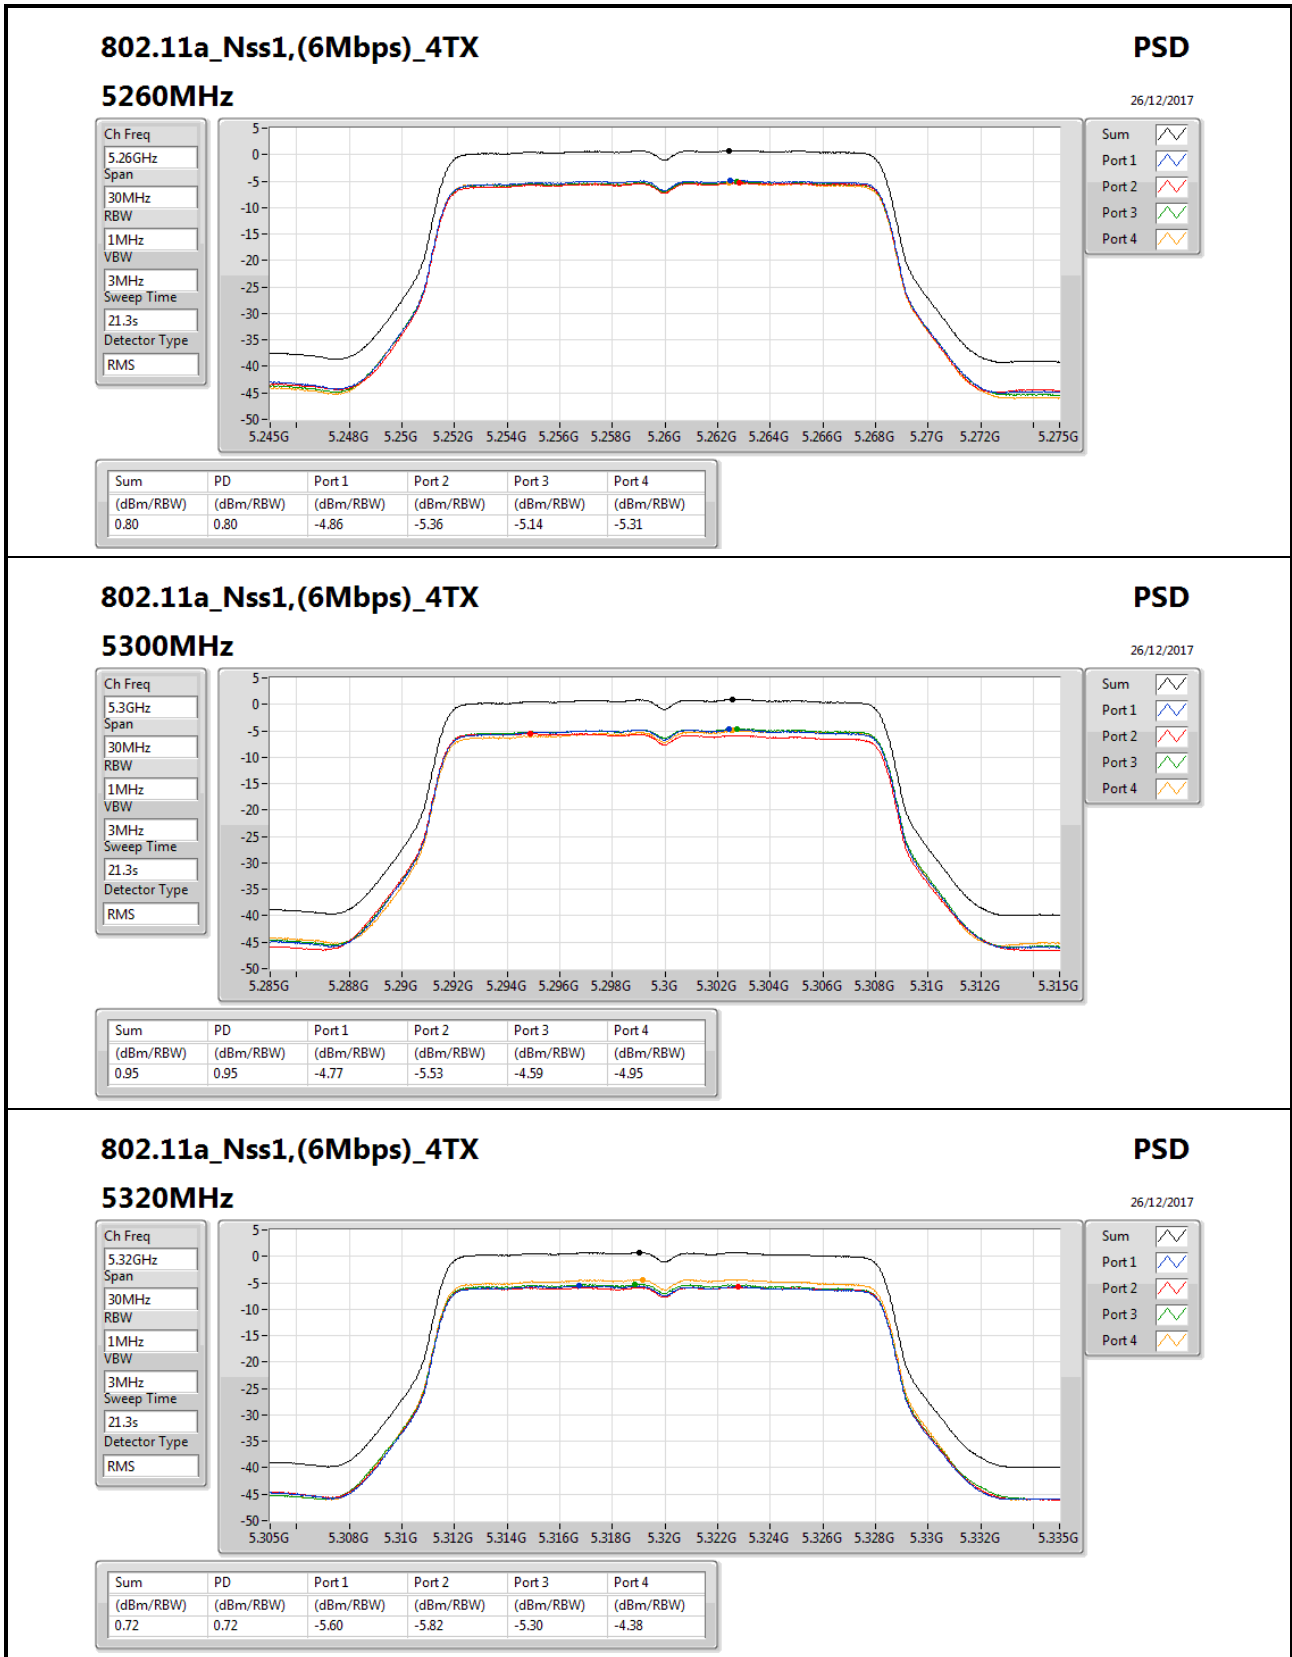 802.11a_Nss1,(6Mbps)_4TX PSD
5260MHz 26/12/2017
Ch Freq
5.26GHz
Span
30MHz
RBW
1MHz
VBW
3MHz
Sweep Time
21.3s
Detector Type
RMS
5
0
-5
-10
-15
-20
-25
-30
-35
-40
-45
-50
5.245G 5.248G 5.25G 5.252G 5.254G 5.256G 5.258G 5.26G 5.262G 5.264G 5.266G 5.268G 5.27G 5.272G 5.275G
Sum
Port 1
Port 2
Port 3
Port 4
Sum PD Port 1 Port 2 Port 3 Port 4
(dBm/RBW) (dBm/RBW) (dBm/RBW) (dBm/RBW) (dBm/RBW) (dBm/RBW)
0.80 0.80 -4.86 -5.36 -5.14 -5.31
802.11a_Nss1,(6Mbps)_4TX PSD
5300MHz 26/12/2017
Ch Freq
5.3GHz
Span
30MHz
RBW
1MHz
VBW
3MHz
Sweep Time
21.3s
Detector Type
RMS
5
0
-5
-10
-15
-20
-25
-30
-35
-40
-45
-50
5.285G 5.288G 5.29G 5.292G 5.294G 5.296G 5.298G 5.3G 5.302G 5.304G 5.306G 5.308G 5.31G 5.312G 5.315G
Sum
Port 1
Port 2
Port 3
Port 4
Sum PD Port 1 Port 2 Port 3 Port 4
(dBm/RBW) (dBm/RBW) (dBm/RBW) (dBm/RBW) (dBm/RBW) (dBm/RBW)
0.95 0.95 -4.77 -5.53 -4.59 -4.95
802.11a_Nss1,(6Mbps)_4TX PSD
5320MHz 26/12/2017
Ch Freq
5.32GHz
Span
30MHz
RBW
1MHz
VBW
3MHz
Sweep Time
21.3s
Detector Type
RMS
5
0
-5
-10
-15
-20
-25
-30
-35
-40
-45
-50
5.305G 5.308G 5.31G 5.312G 5.314G 5.316G 5.318G 5.32G 5.322G 5.324G 5.326G 5.328G 5.33G 5.332G 5.335G
Sum
Port 1
Port 2
Port 3
Port 4
Sum PD Port 1 Port 2 Port 3 Port 4
(dBm/RBW) (dBm/RBW) (dBm/RBW) (dBm/RBW) (dBm/RBW) (dBm/RBW)
0.72 0.72 -5.60 -5.82 -5.30 -4.38